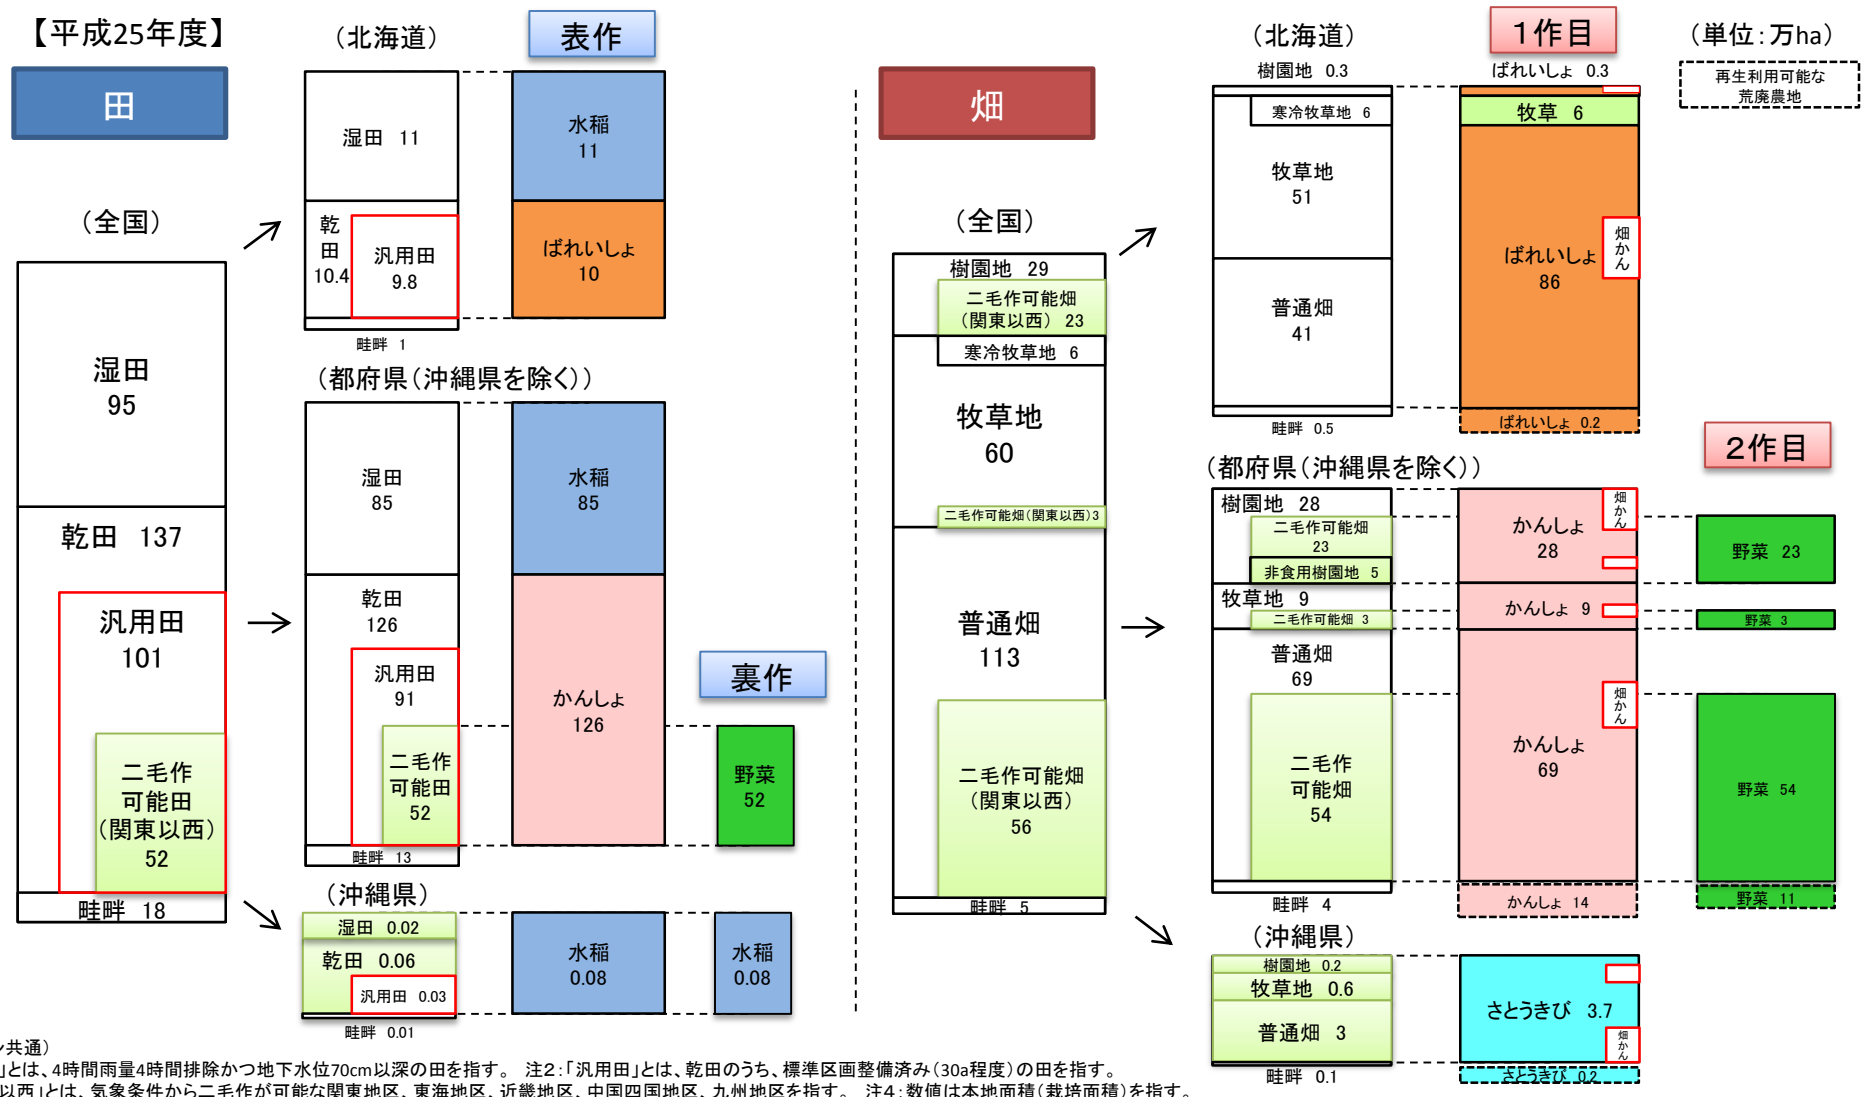 【平成25年度】
田
(全国)
湿田
95
乾田 137
汎用田
101
二毛作
可能田
(関東以西)
52
畦畔 18
(北海道)
表作
湿田 11
乾
田
10.4
汎用田
9.8
畦畔 1
水稲
11
ばれいしょ
10
(都府県(沖縄県を除く))
湿田
85
乾田
126
汎用田
91
二毛作
可能田
52
畦畔 13
水稲
85
かんしょ
126
裏作
野菜
52
(沖縄県)
湿田 0.02
乾田 0.06
汎用田 0.03
畦畔 0.01
水稲
0.08
水稲
0.08
畑
(全国)
樹園地 29
二毛作可能畑
(関東以西) 23
寒冷牧草地 6
牧草地
60
二毛作可能畑(関東以西)3
普通畑
113
二毛作可能畑
(関東以西)
56
畦畔 5
(北海道)
1作目
(単位:万ha)
再生利用可能な
荒廃農地
樹園地 0.3
寒冷牧草地 6
牧草地
51
普通畑
41
畦畔 0.5
ばれいしょ 0.3
牧草 6
ばれいしょ
86
畑
か
ん
ばれいしょ 0.2
2作目
(都府県(沖縄県を除く))
樹園地 28
二毛作可能畑
23
非食用樹園地 5
牧草地 9
二毛作可能畑 3
普通畑
69
二毛作
可能畑
54
畦畔 4
かんしょ
28
畑
か
ん
かんしょ 9
かんしょ
69
畑
か
ん
かんしょ 14
野菜 23
野菜 3
野菜 54
野菜 11
(沖縄県)
樹園地 0.2
牧草地 0.6
普通畑 3
畦畔 0.1
さとうきび 3.7
畑
か
ん
さとうきび 0.2
共通)
」とは、4時間雨量4時間排除かつ地下水位70cm以深の田を指す。 注2:「汎用田」とは、乾田のうち、標準区画整備済み(30a程度)の田を指す。
以西」とは、気象条件から二毛作が可能な関東地区、東海地区、近畿地区、中国四国地区、九州地区を指す。 注4:数値は本地面積(栽培面積)を指す。